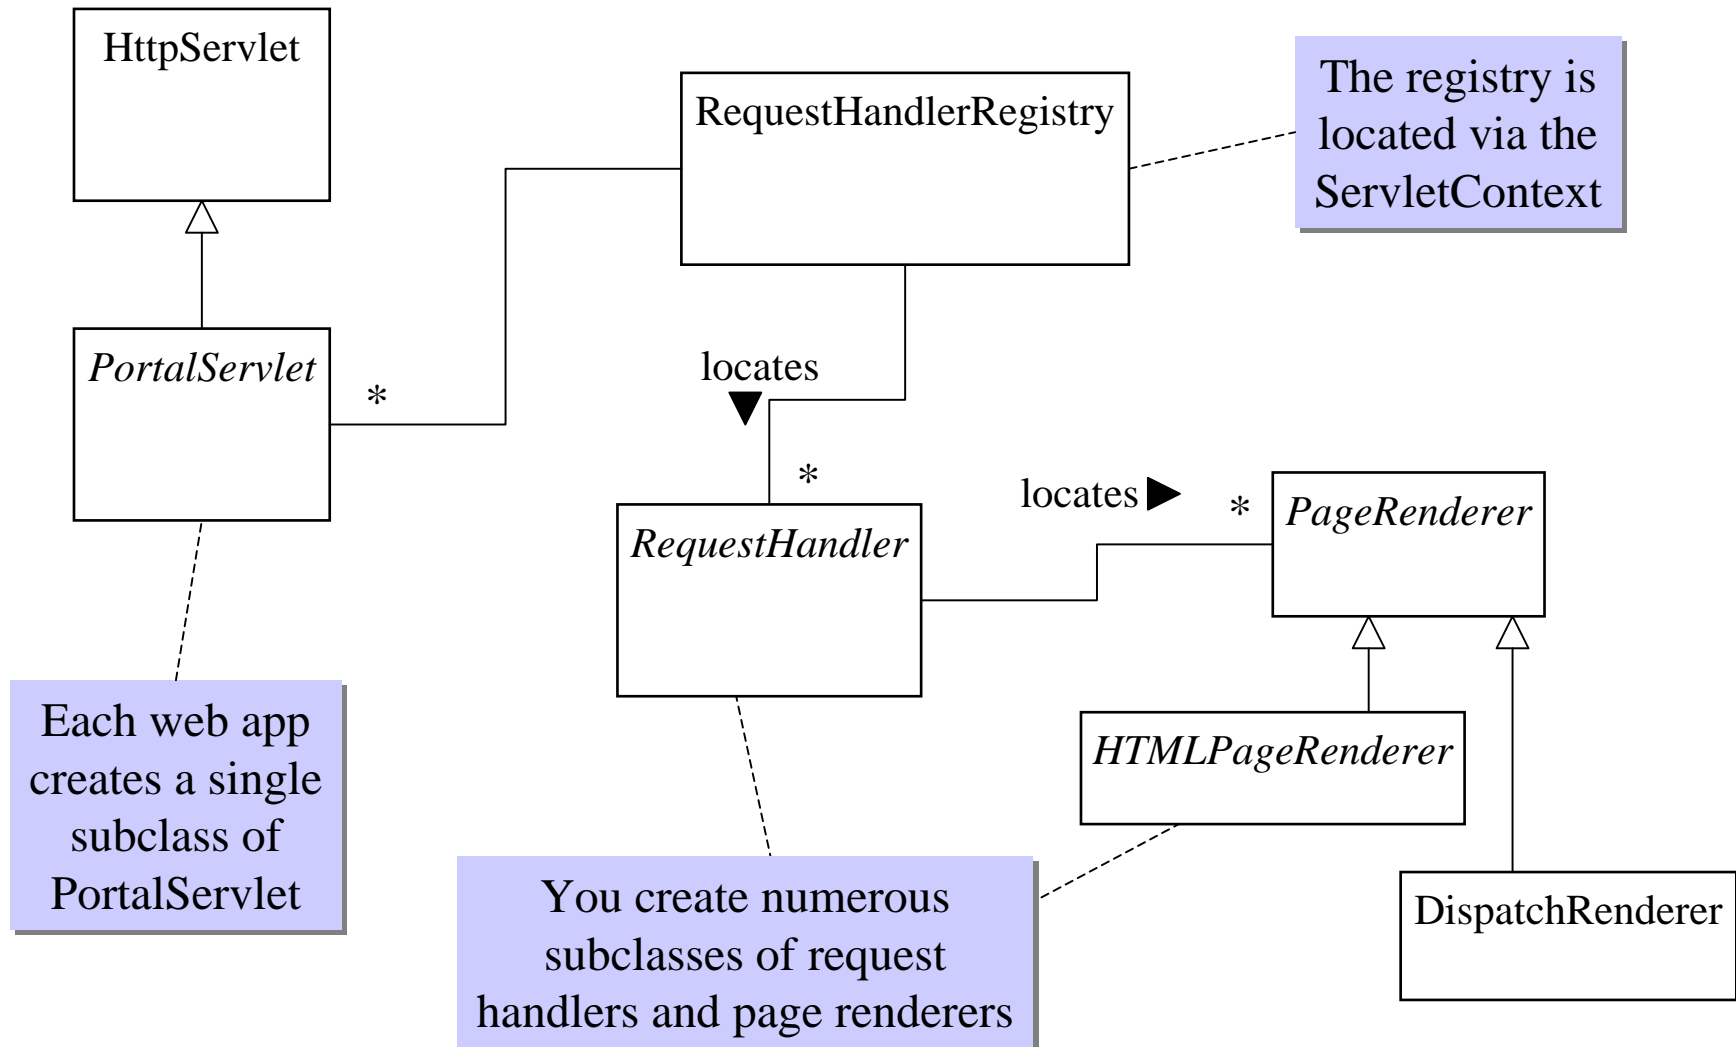 HttpServlet
RequestHandlerRegistry
The registry is
located via the
ServletContext
PortalServlet
*
locates
*
RequestHandler
locates
*
PageRenderer
HTMLPageRenderer
DispatchRenderer
Each web app
creates a single
subclass of
PortalServlet
You create numerous
subclasses of request
handlers and page renderers